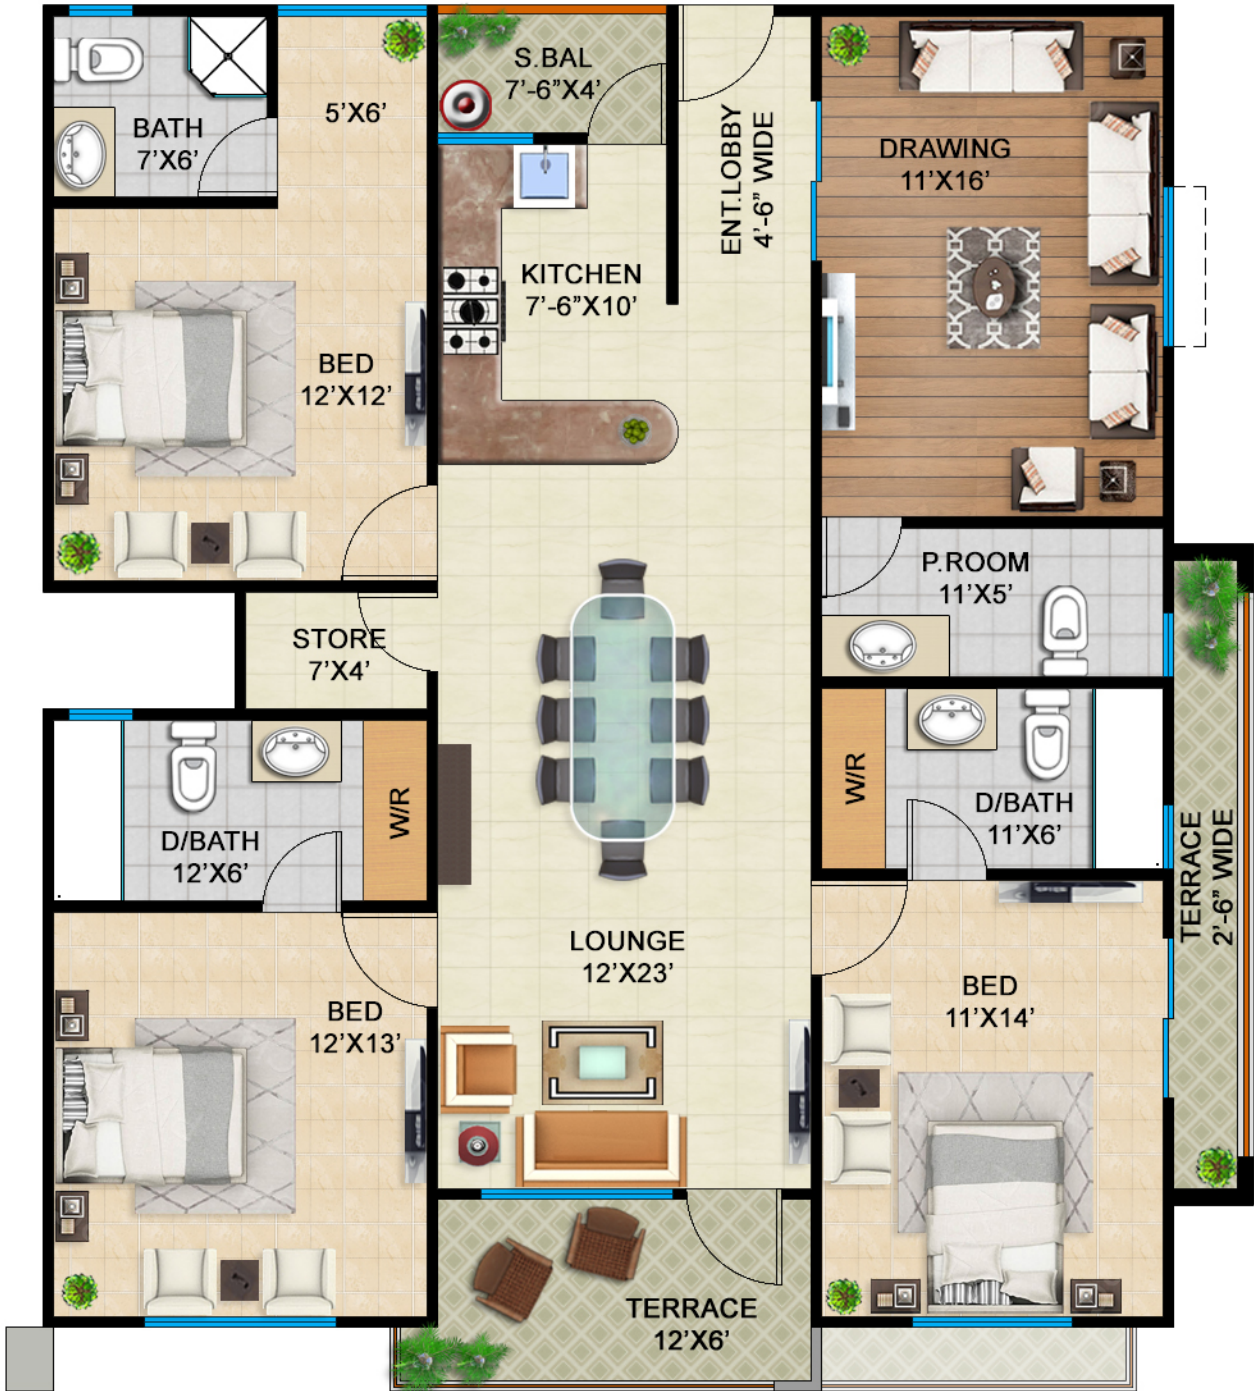 S.BAL
7'-6"X4'
5'X6'
BATH
7'X6'
ENT.LOBBY
4'-6" WIDE
DRAWING
11'X16'
KITCHEN
7'-6"X10'
BED
12'X12'
P.ROOM
11'X5'
STORE
7'X4'
W/R
D/BATH
12'X6'
W/R
D/BATH
11'X6'
TERRACE
2'-6" WIDE
LOUNGE
12'X23'
BED
12'X13'
BED
11'X14'
TERRACE
12'X6'